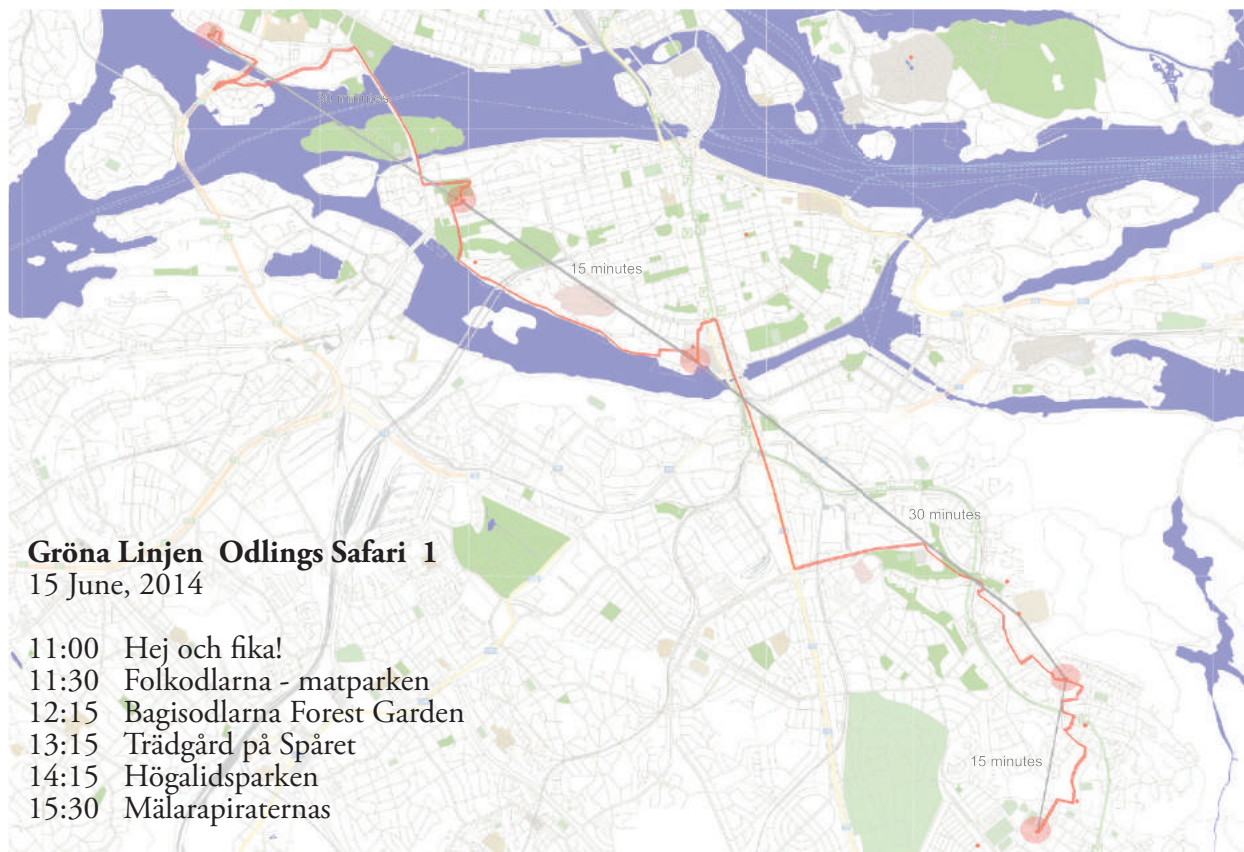 30 minutes
15 minutes
30 minutes
15 minutes
Gröna Linjen Odlings Safari 1
15 June, 2014
11:00 Hej och fika!
11:30 Folkodlarna - matparken
12:15 Bagisodlarna Forest Garden
13:15 Trädgård på Spåret
14:15 Högalidsparken
15:30 Mälarapiraternas